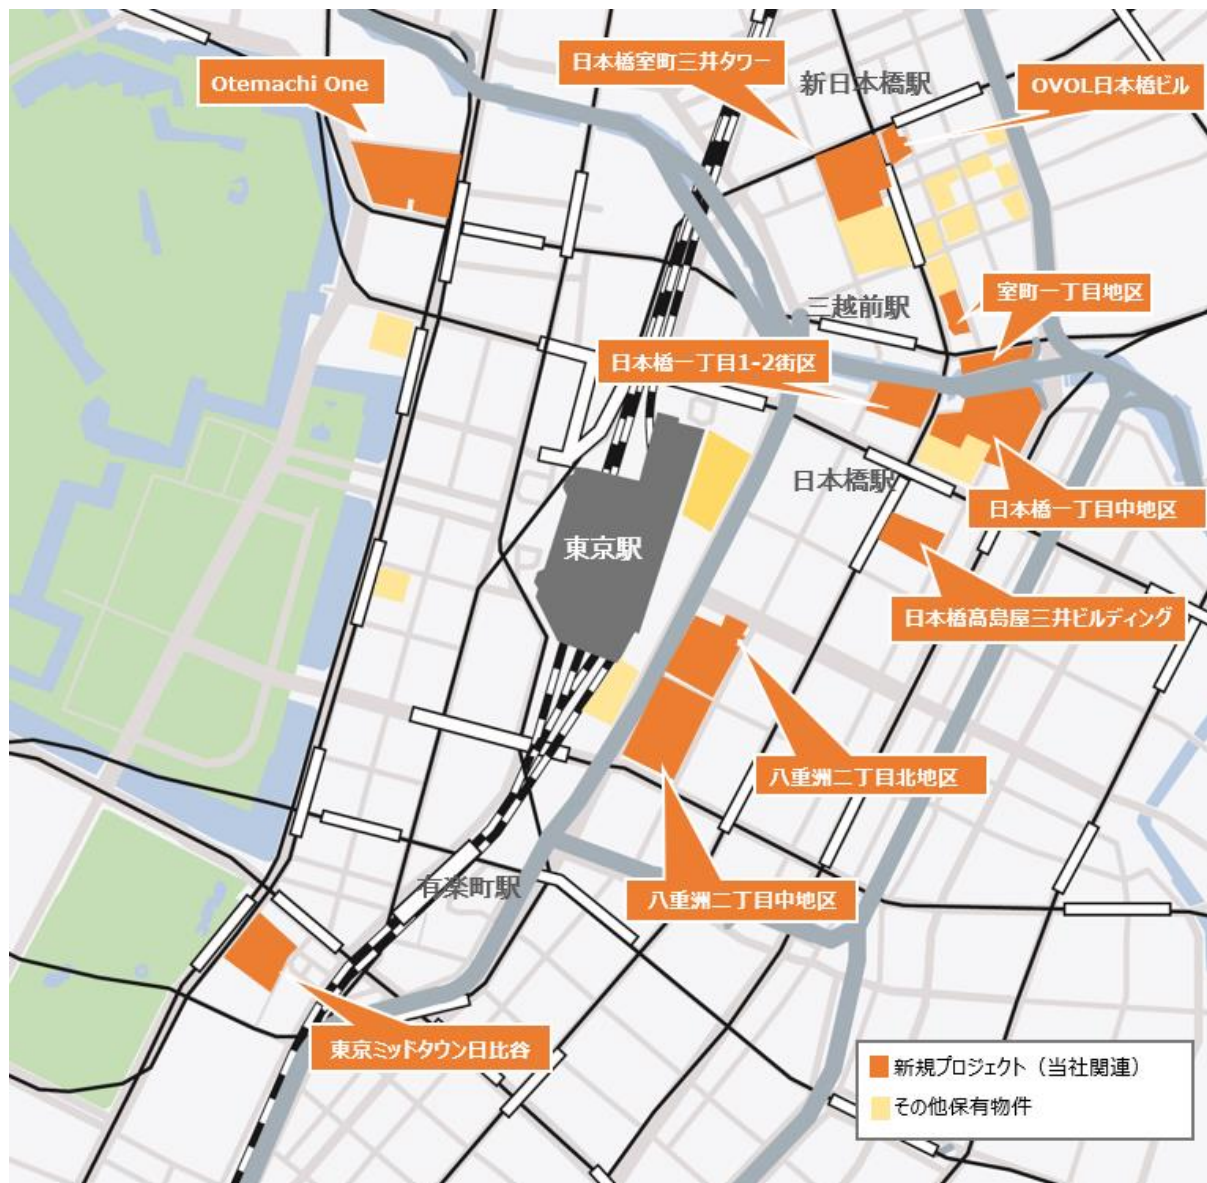 日本橋室町三井タワー
Otemachi One
新日本橋駅
OVOL日本橋ビル
室町一丁目地区
三越前駅
日本橋一丁目1-2街区
日本橋駅
日本橋一丁目中地区
東京駅
日本橋髙島屋三井ビルディング
八重洲二丁目北地区
有楽町駅
八重洲二丁目中地区
東京ミッドタウン日比谷
新規プロジェクト（当社関連）
その他保有物件